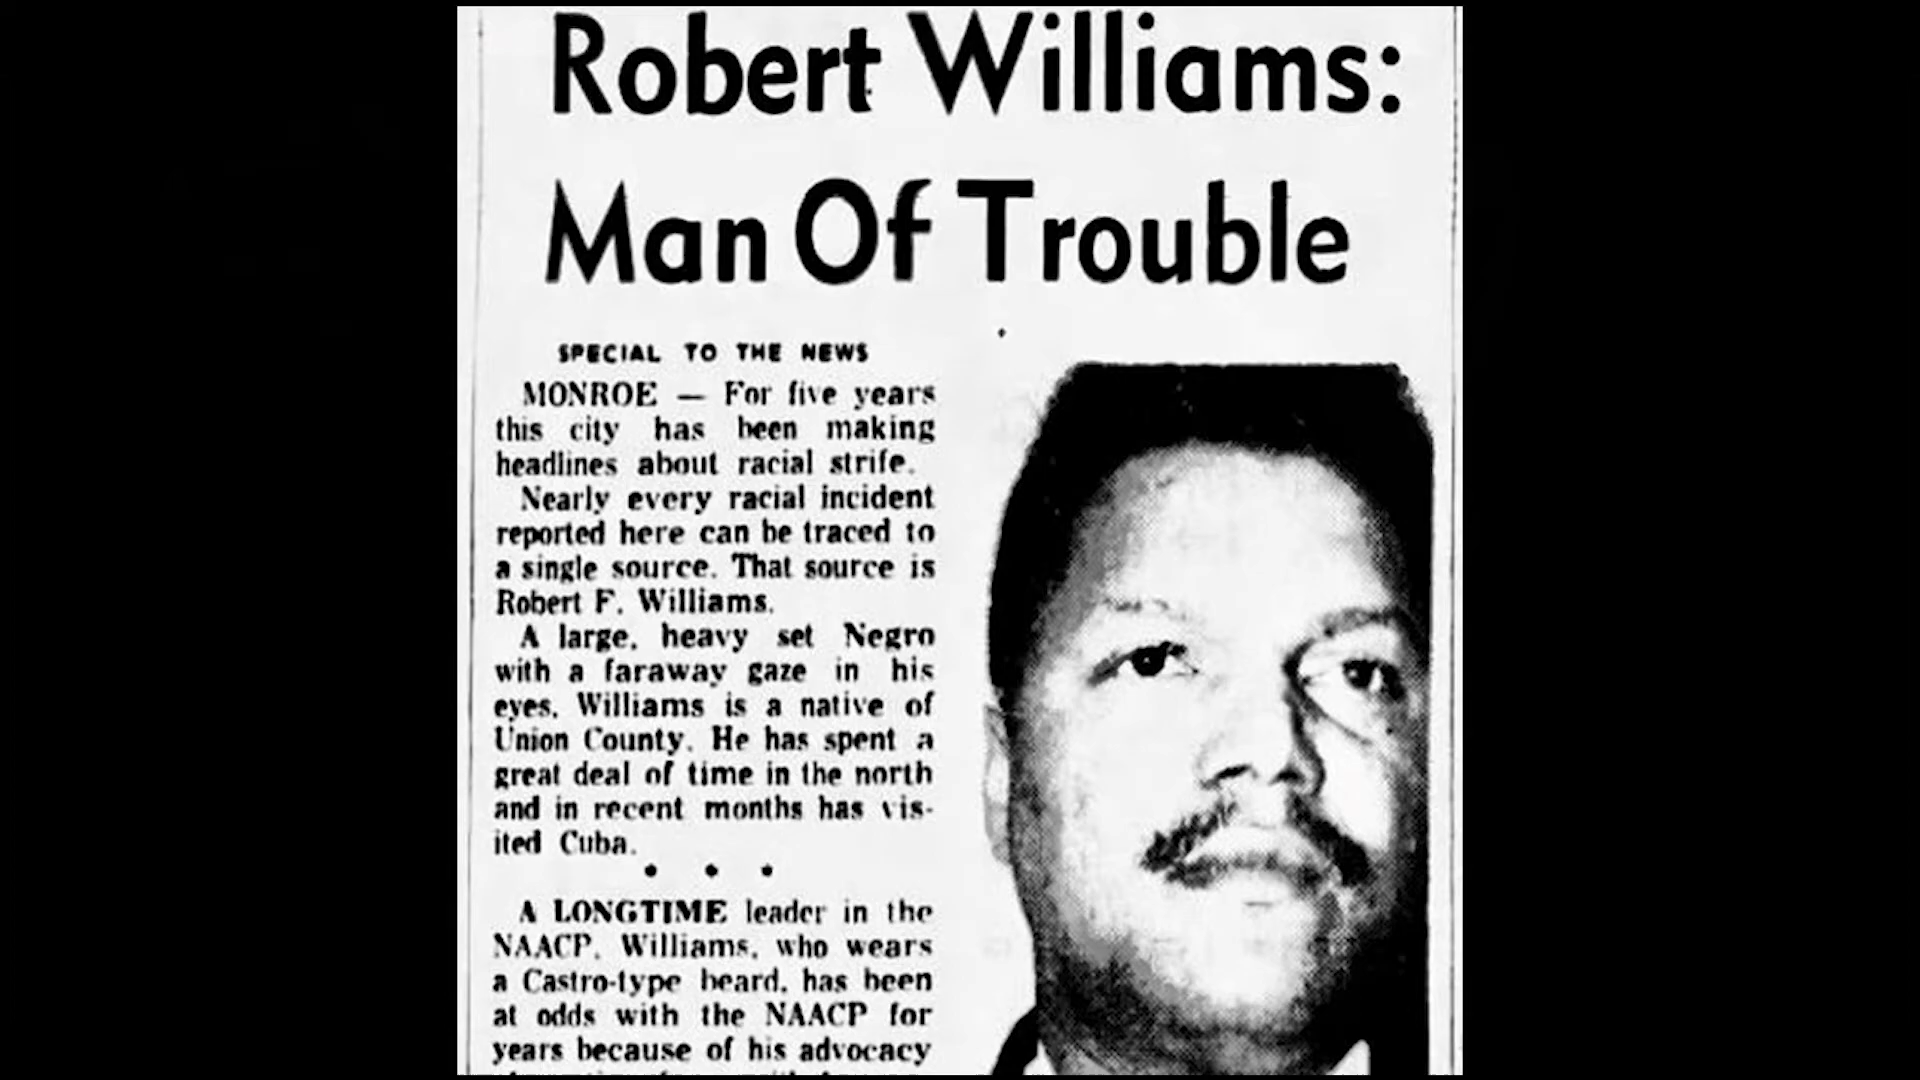 Robert Williams:
Man Of Trouble
SPECIAL TO THE NEWS
MONROE — For five years
this city has been making
headlines about racial strife.
Nearly every racial incident
reported here can be traced to
a single source. That source is
Robert F. Williams.
A large, heavy set Negro
with a faraway gaze in his
eyes, Williams is a native of
Union County. He has spent a
great deal of time in the north
and in recent months has vis-
ited Cuba.
• • •
A LONGTIME leader in the
NAACP, Williams, who wears
a Castro-type beard, has been
at odds with the NAACP for
years because of his advocacy